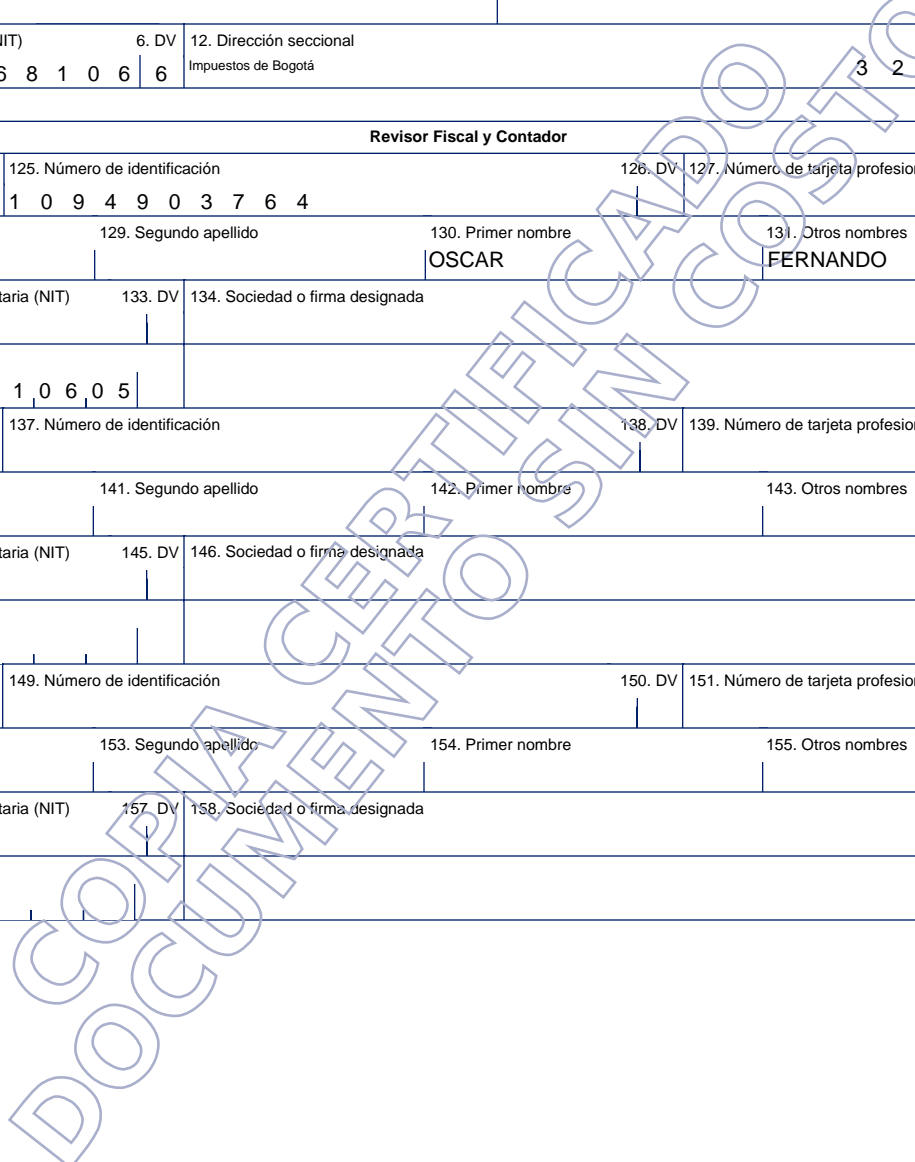 NIT) 6. DV 12. Dirección seccional
6 8 1 0 6 6 Impuestos de Bogotá 3 2
Revisor Fiscal y Contador
125. Número de identificación 126. DV 127. Número de tarjeta profesion
1 0 9 4 9 0 3 7 6 4
129. Segundo apellido 130. Primer nombre 131. Otros nombres
OSCAR FERNANDO
taria (NIT) 133. DV 134. Sociedad o firma designada
1 0 6 0 5
137. Número de identificación 138. DV 139. Número de tarjeta profesion
141. Segundo apellido 142. Primer nombre 143. Otros nombres
taria (NIT) 145. DV 146. Sociedad o firma designada
149. Número de identificación 150. DV 151. Número de tarjeta profesion
153. Segundo apellido 154. Primer nombre 155. Otros nombres
taria (NIT) 157. DV 158. Sociedad o firma designada
COPIA CERTIFICADO
DOCUMENTO SIN COSTO